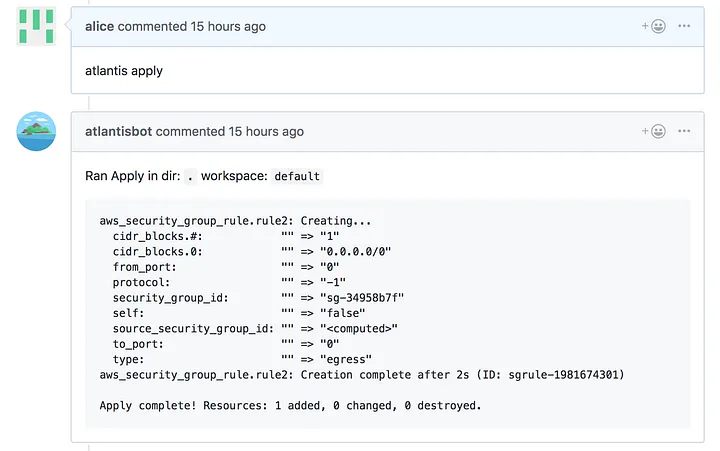 alice commented 15 hours ago
atlantis apply
atlantisbot commented 15 hours ago
Ran Apply in dir: . workspace: default
aws_security_group_rule.rule2: Creating...
  cidr_blocks.#:            "" => "1"
  cidr_blocks.0:            "" => "0.0.0.0/0"
  from_port:                "" => "0"
  protocol:                 "" => "-1"
  security_group_id:        "" => "sg-34958b7f"
  self:                     "" => "false"
  source_security_group_id: "" => "<computed>"
  to_port:                  "" => "0"
  type:                     "" => "egress"
aws_security_group_rule.rule2: Creation complete after 2s (ID: sgrule-1981674301)
Apply complete! Resources: 1 added, 0 changed, 0 destroyed.